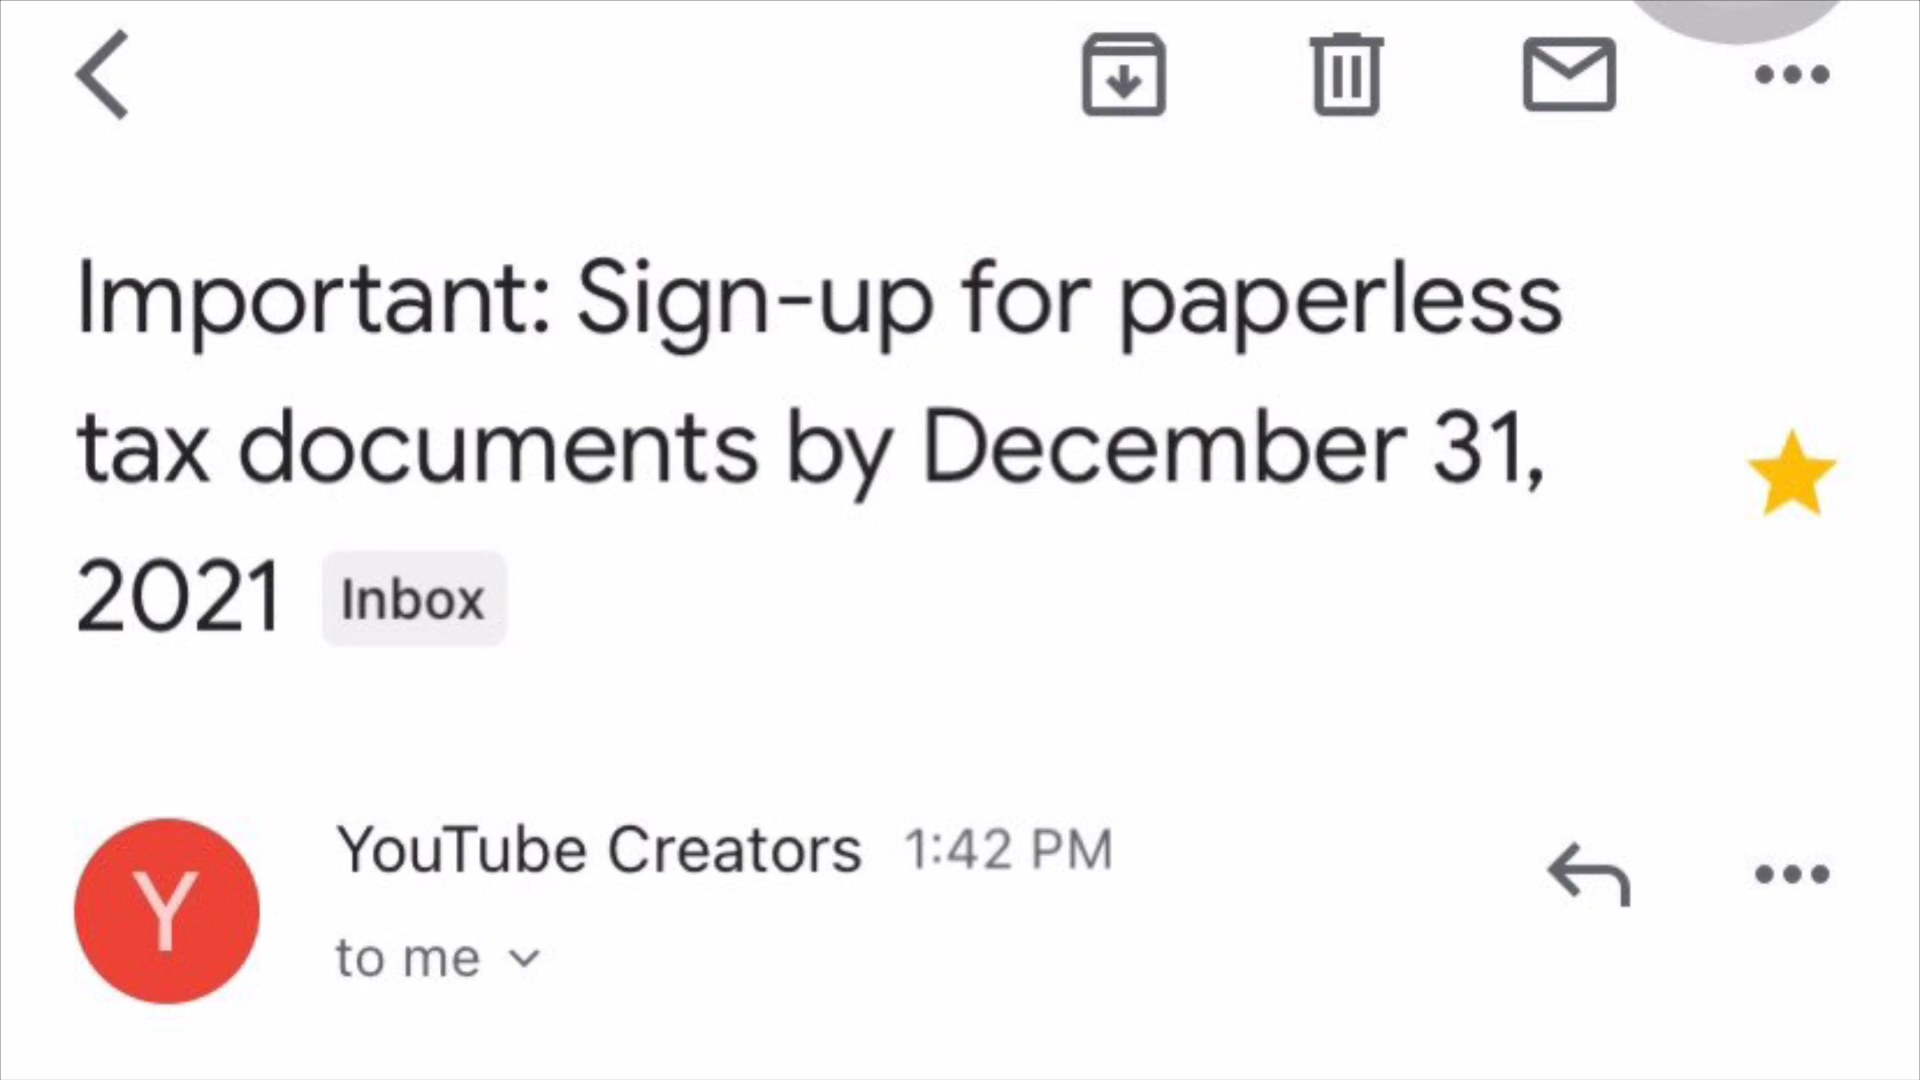 Important: Sign-up for paperless
tax documents by December 31,
2021 Inbox
Y
YouTube Creators 1:42 PM
to me